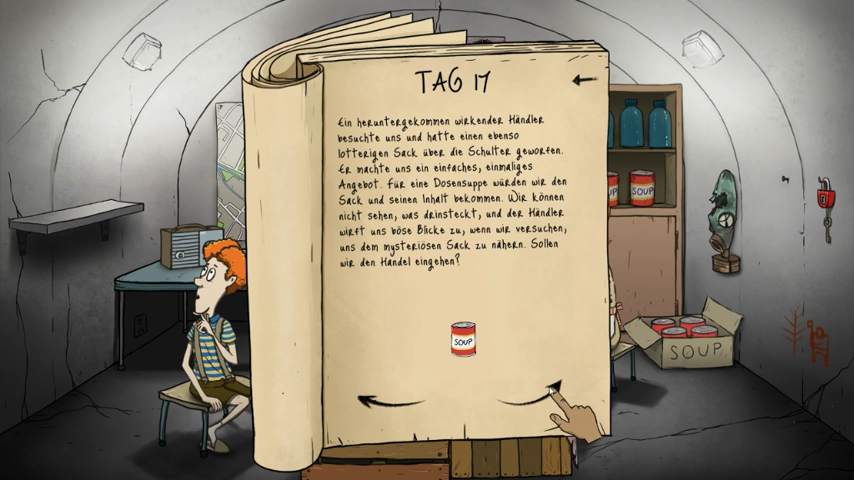 TAG 17
Ein heruntergekommen wirkender Händler
besuchte uns und hatte einen ebenso
lotterigen Sack über die Schulter geworfen.
Er machte uns ein einfaches, einmaliges
Angebot. Für eine Dosensuppe würden wir den
Sack und seinen Inhalt bekommen. Wir können
nicht sehen, was drinsteckt, und der Händler
wirft uns böse Blicke zu, wenn wir versuchen,
uns dem mysteriösen Sack zu nähern. Sollen
wir den Handel eingehen?
SOUP
SOUP
SOUP